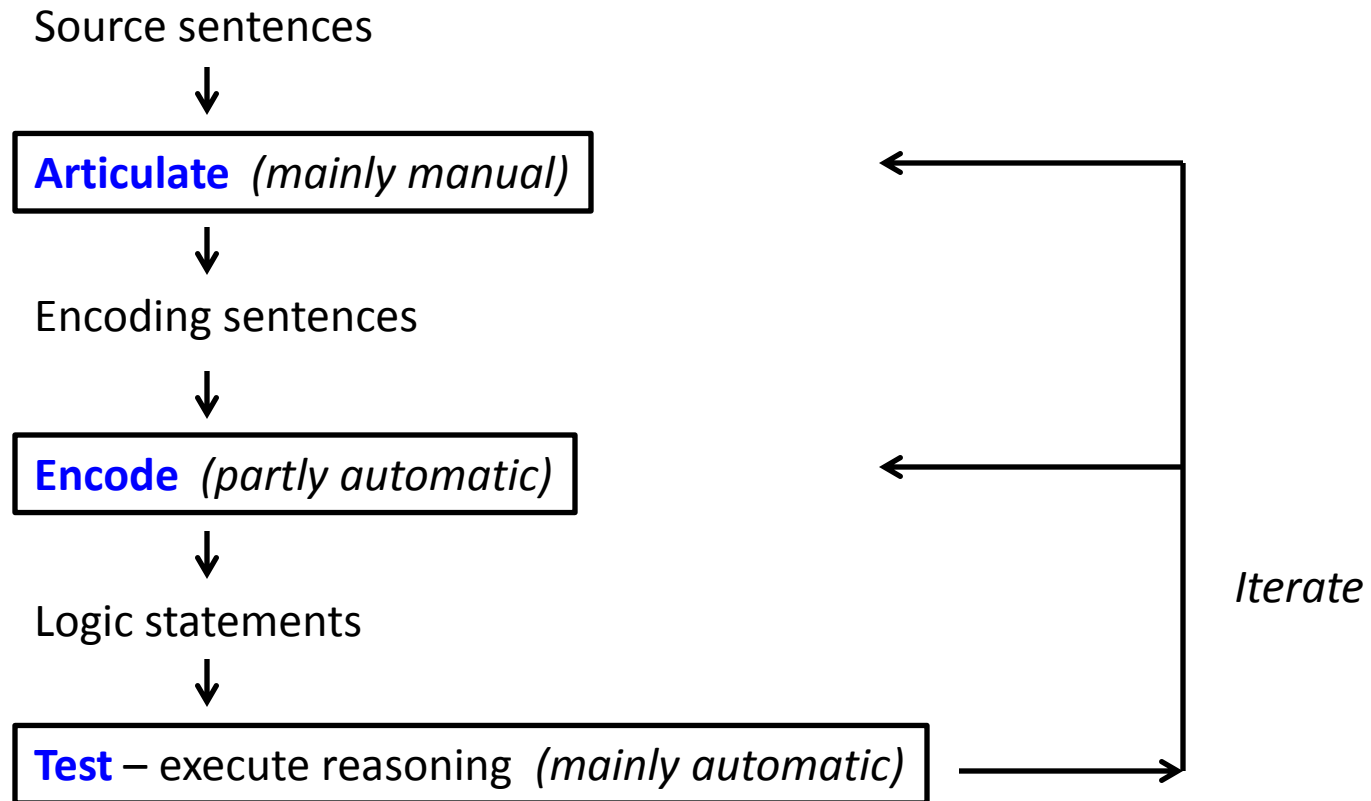 Source sentences
Articulate (mainly manual)
Encoding sentences
Encode (partly automatic)
Iterate
Logic statements
Test – execute reasoning (mainly automatic)